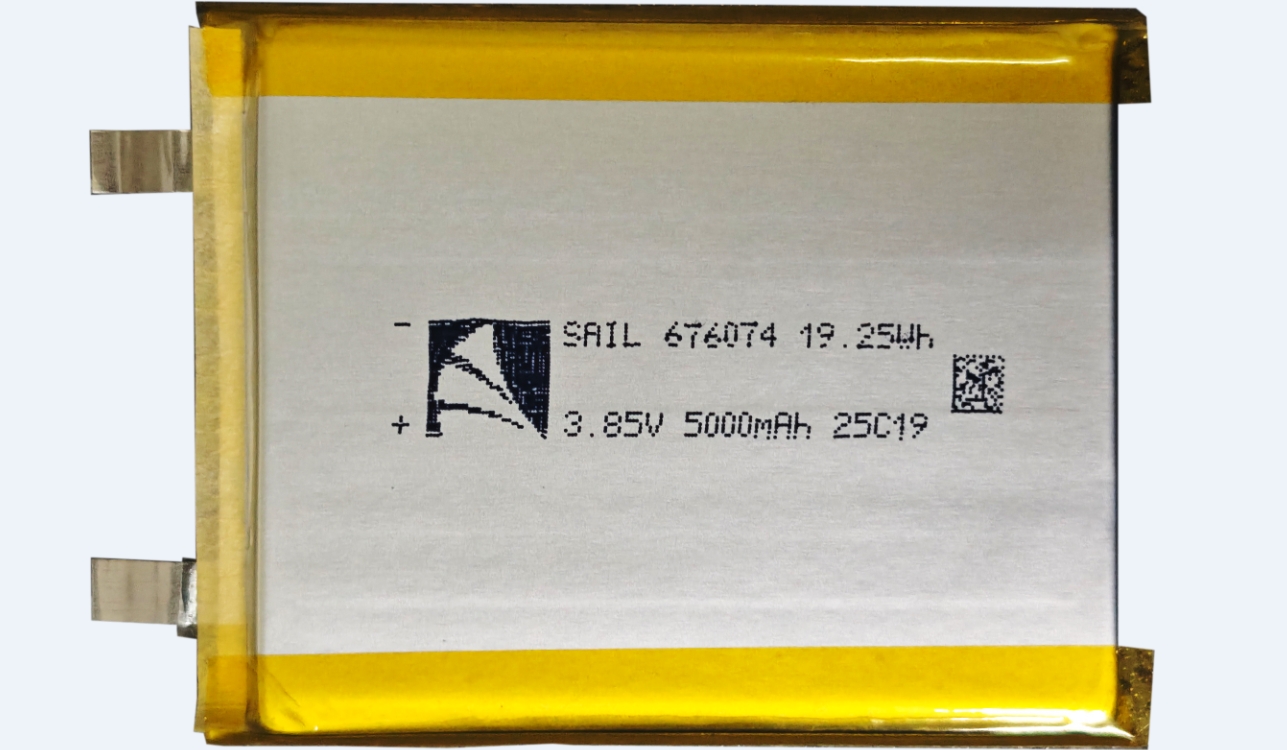 - SAIL 676074 19.25Wh
+ 3.85V 5000mAh 25C19